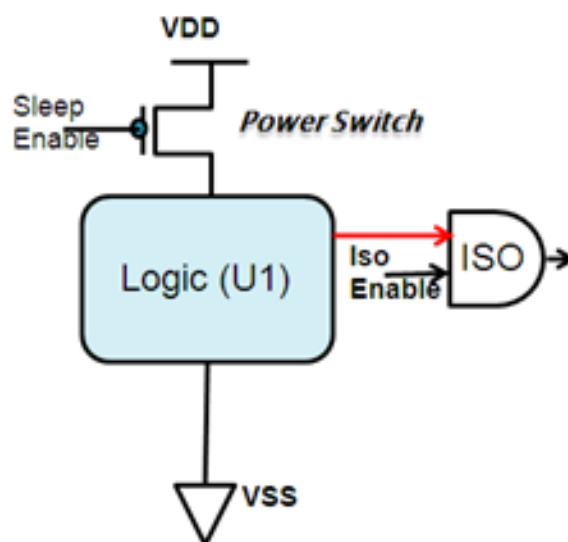 VDD
Sleep
Enable
Power Switch
Logic (U1)
Iso
Enable
ISO
VSS